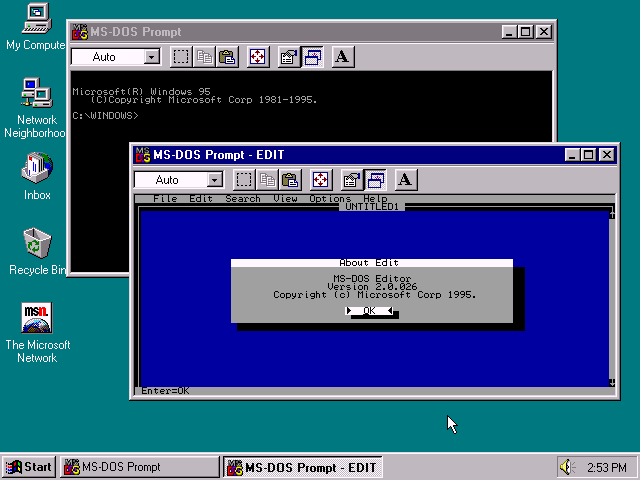 My Compute
Network
Neighborhoo
Inbox
Recycle Bin
msn.
The Microsoft
Network
MS-DOS Prompt
Auto
A
Microsoft(R) Windows 95
(C)Copyright Microsoft Corp 1981-1995.
C:\WINDOWS>
MS-DOS Prompt - EDIT
Auto
A
File Edit Search View Options Help
UNTITLED1
About Edit
MS-DOS Editor
Version 2.0.026
Copyright (c) Microsoft Corp 1995.
OK
Enter=OK
Start
MS-DOS Prompt
MS-DOS Prompt - EDIT
2:53 PM